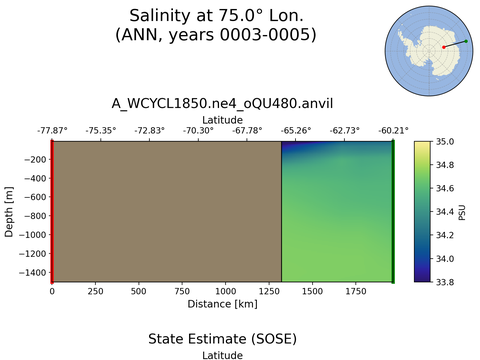 Salinity at 75.0° Lon.
(ANN, years 0003-0005)
A_WCYCL1850.ne4_oQU480.anvil
Latitude
-77.87° -75.35° -72.83° -70.30° -67.78° -65.26° -62.73° -60.21°
Depth [m]
−200
−400
−600
−800
−1000
−1200
−1400
0 250 500 750 1000 1250 1500 1750
Distance [km]
35.0
34.8
34.6
34.4
34.2
34.0
33.8
PSU
State Estimate (SOSE)
Latitude